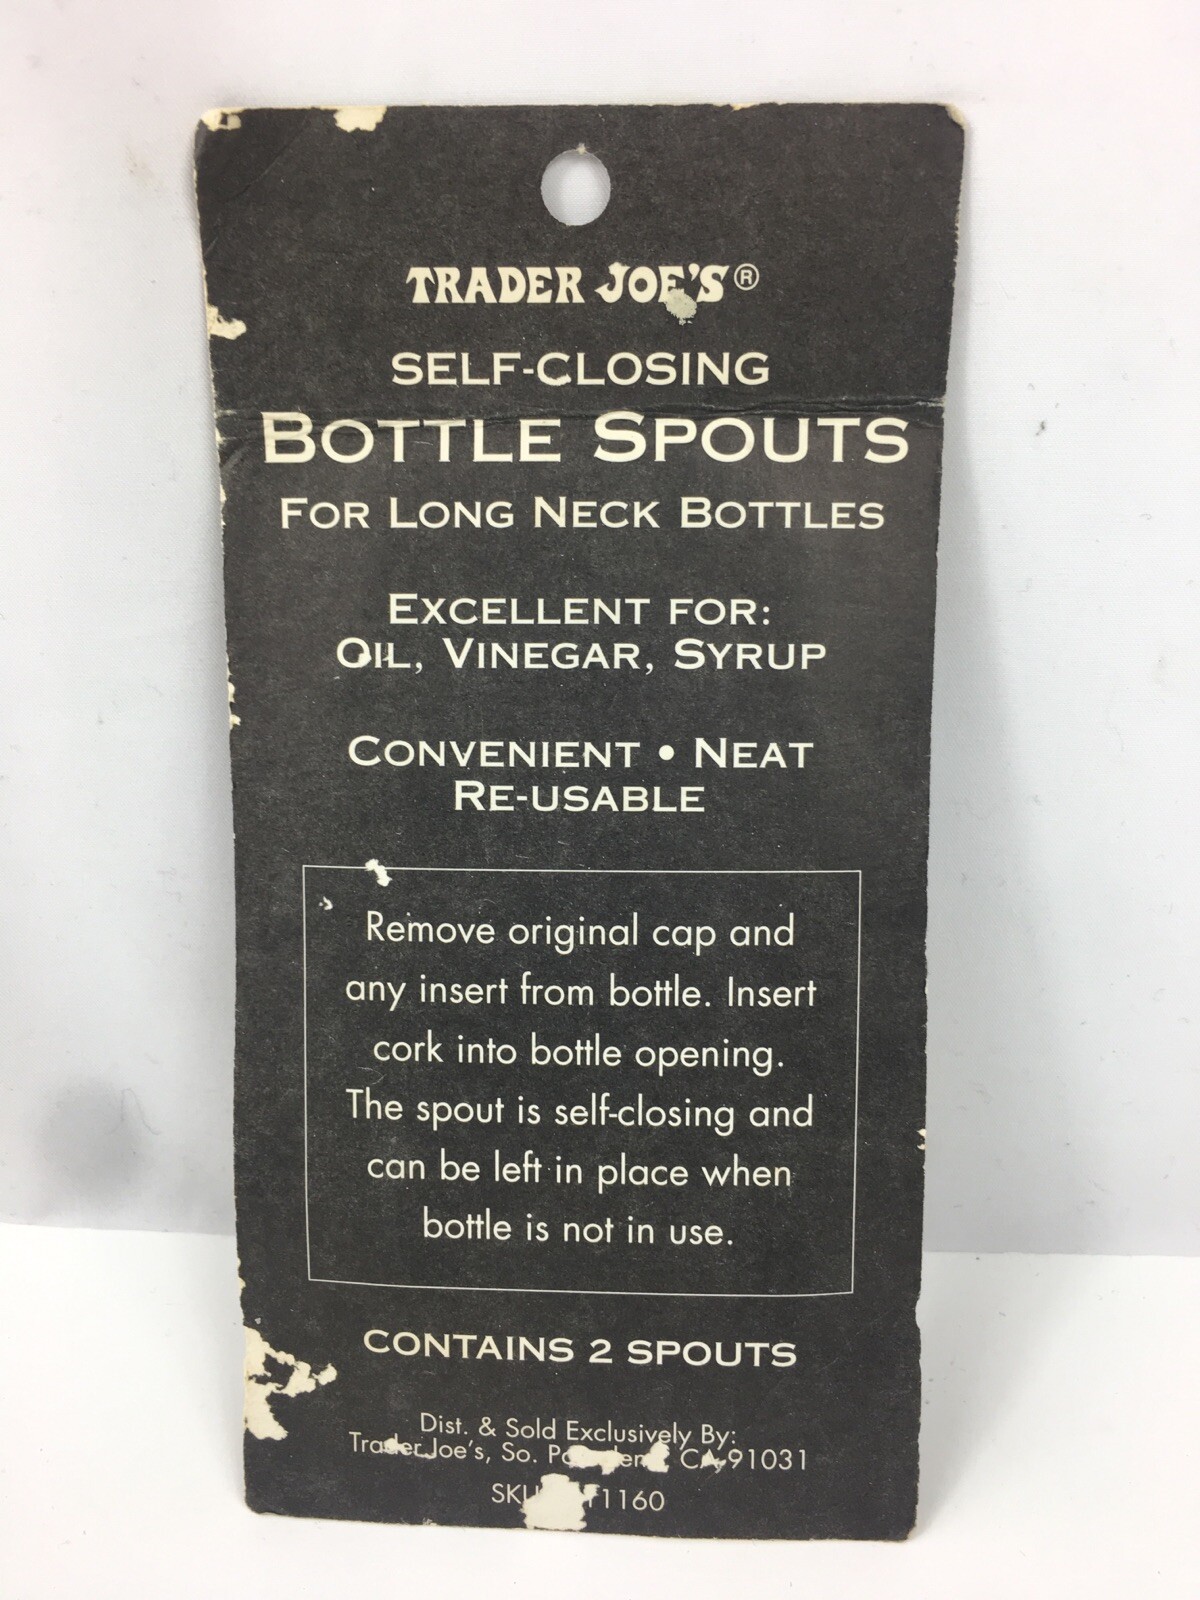 TRADER JOE'S®
SELF-CLOSING
BOTTLE SPOUTS
FOR LONG NECK BOTTLES
EXCELLENT FOR:
OIL, VINEGAR, SYRUP
CONVENIENT • NEAT
RE-USABLE
Remove original cap and
any insert from bottle. Insert
cork into bottle opening.
The spout is self-closing and
can be left in place when
bottle is not in use.
CONTAINS 2 SPOUTS
Dist. & Sold Exclusively By:
Trader Joe's, So. CA 91031
SKU